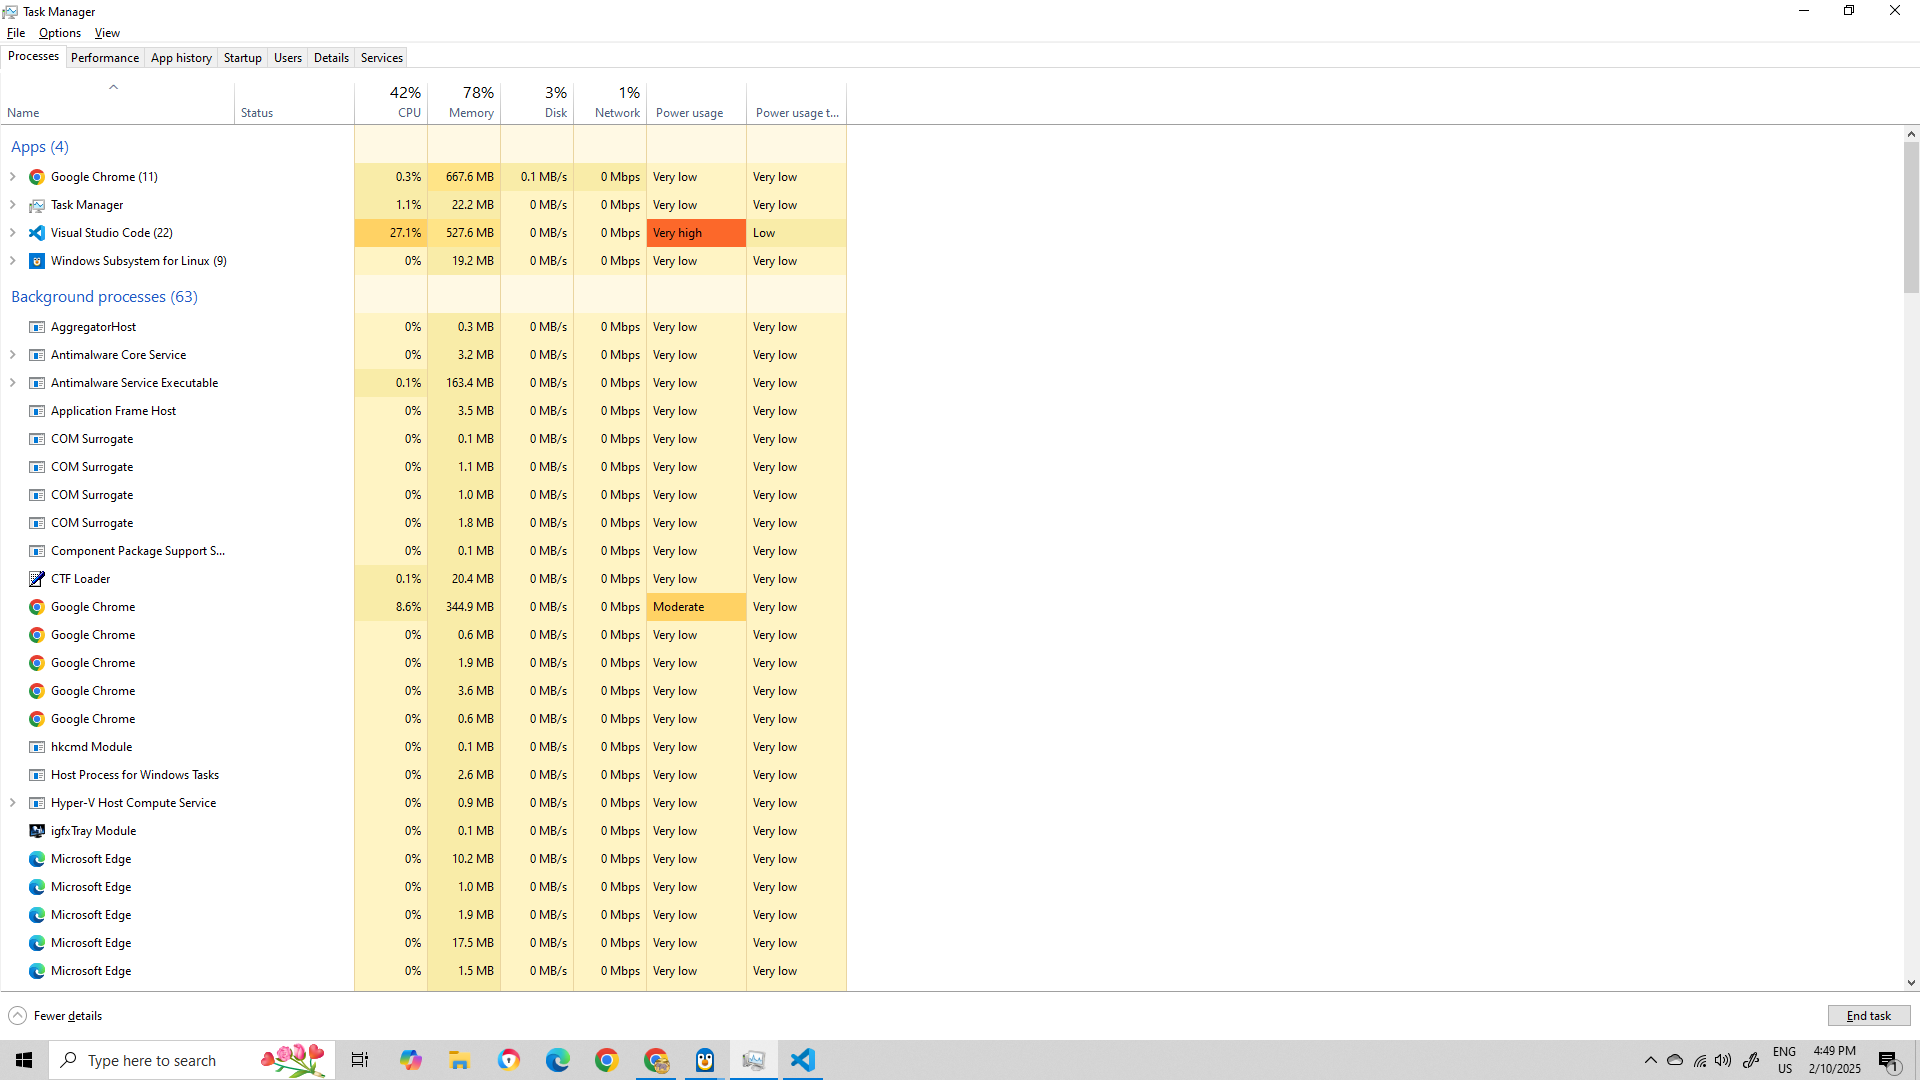 Task Manager
File Options View
Processes Performance App history Startup Users Details Services
42% 78% 3% 1%
Name Status CPU Memory Disk Network Power usage Power usage t...
Apps (4)
Google Chrome (11) 0.3% 667.6 MB 0.1 MB/s 0 Mbps Very low Very low
Task Manager 1.1% 22.2 MB 0 MB/s 0 Mbps Very low Very low
Visual Studio Code (22) 27.1% 527.6 MB 0 MB/s 0 Mbps Very high Low
Windows Subsystem for Linux (9) 0% 19.2 MB 0 MB/s 0 Mbps Very low Very low
Background processes (63)
AggregatorHost 0% 0.3 MB 0 MB/s 0 Mbps Very low Very low
Antimalware Core Service 0% 3.2 MB 0 MB/s 0 Mbps Very low Very low
Antimalware Service Executable 0.1% 163.4 MB 0 MB/s 0 Mbps Very low Very low
Application Frame Host 0% 3.5 MB 0 MB/s 0 Mbps Very low Very low
COM Surrogate 0% 0.1 MB 0 MB/s 0 Mbps Very low Very low
COM Surrogate 0% 1.1 MB 0 MB/s 0 Mbps Very low Very low
COM Surrogate 0% 1.0 MB 0 MB/s 0 Mbps Very low Very low
COM Surrogate 0% 1.8 MB 0 MB/s 0 Mbps Very low Very low
Component Package Support S... 0% 0.1 MB 0 MB/s 0 Mbps Very low Very low
CTF Loader 0.1% 20.4 MB 0 MB/s 0 Mbps Very low Very low
Google Chrome 8.6% 344.9 MB 0 MB/s 0 Mbps Moderate Very low
Google Chrome 0% 0.6 MB 0 MB/s 0 Mbps Very low Very low
Google Chrome 0% 1.9 MB 0 MB/s 0 Mbps Very low Very low
Google Chrome 0% 3.6 MB 0 MB/s 0 Mbps Very low Very low
Google Chrome 0% 0.6 MB 0 MB/s 0 Mbps Very low Very low
hkcmd Module 0% 0.1 MB 0 MB/s 0 Mbps Very low Very low
Host Process for Windows Tasks 0% 2.6 MB 0 MB/s 0 Mbps Very low Very low
Hyper-V Host Compute Service 0% 0.9 MB 0 MB/s 0 Mbps Very low Very low
igfxTray Module 0% 0.1 MB 0 MB/s 0 Mbps Very low Very low
Microsoft Edge 0% 10.2 MB 0 MB/s 0 Mbps Very low Very low
Microsoft Edge 0% 1.0 MB 0 MB/s 0 Mbps Very low Very low
Microsoft Edge 0% 1.9 MB 0 MB/s 0 Mbps Very low Very low
Microsoft Edge 0% 17.5 MB 0 MB/s 0 Mbps Very low Very low
Microsoft Edge 0% 1.5 MB 0 MB/s 0 Mbps Very low Very low
Fewer details End task
Type here to search
ENG 4:49 PM
US 2/10/2025 1